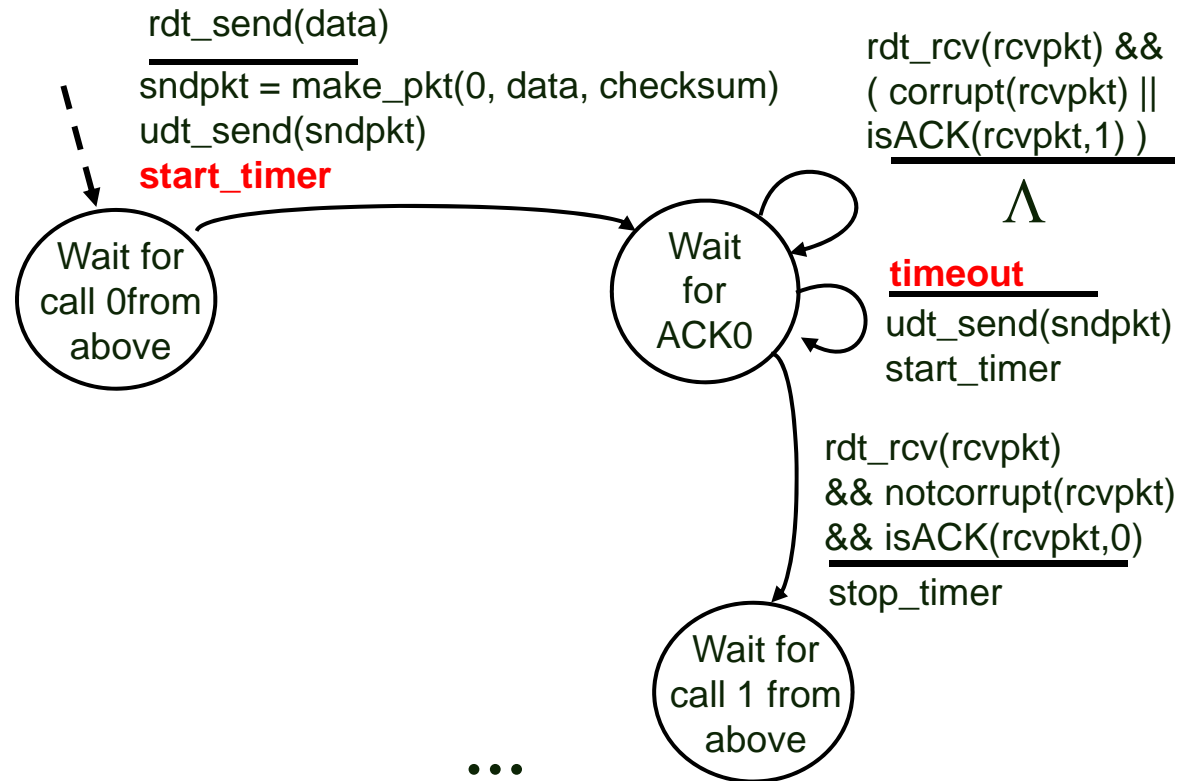 rdt_send(data)
sndpkt = make_pkt(0, data, checksum)
udt_send(sndpkt)
start_timer
Wait for
call 0from
above
Wait
for
ACK0
rdt_rcv(rcvpkt) &&
( corrupt(rcvpkt) ||
isACK(rcvpkt,1) )
Λ
timeout
udt_send(sndpkt)
start_timer
rdt_rcv(rcvpkt)
&& notcorrupt(rcvpkt)
&& isACK(rcvpkt,0)
stop_timer
Wait for
call 1 from
above
...